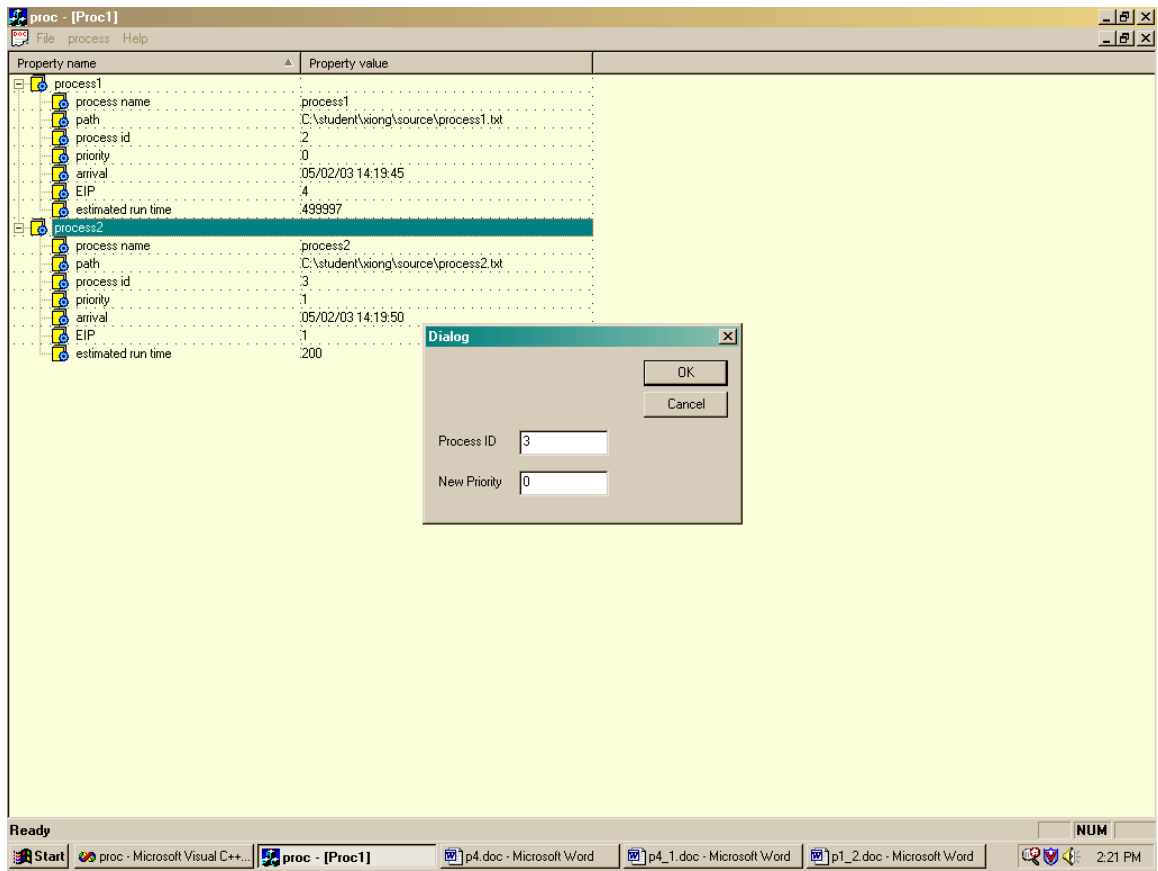 proc - [Proc1]
File process Help
Property name Property value
process1
process name process1
path C:\student\xiong\source\process1.txt
process id 2
priority 0
arrival 05/02/03 14:19:45
EIP 4
estimated run time 499997
process2
process name process2
path C:\student\xiong\source\process2.txt
process id 3
priority 1
arrival 05/02/03 14:19:50
EIP 1
estimated run time 200
Dialog
OK
Cancel
Process ID 3
New Priority 0
Ready NUM
Start proc - Microsoft Visual C++... proc - [Proc1] p4.doc - Microsoft Word p4_1.doc - Microsoft Word p1_2.doc - Microsoft Word 2:21 PM